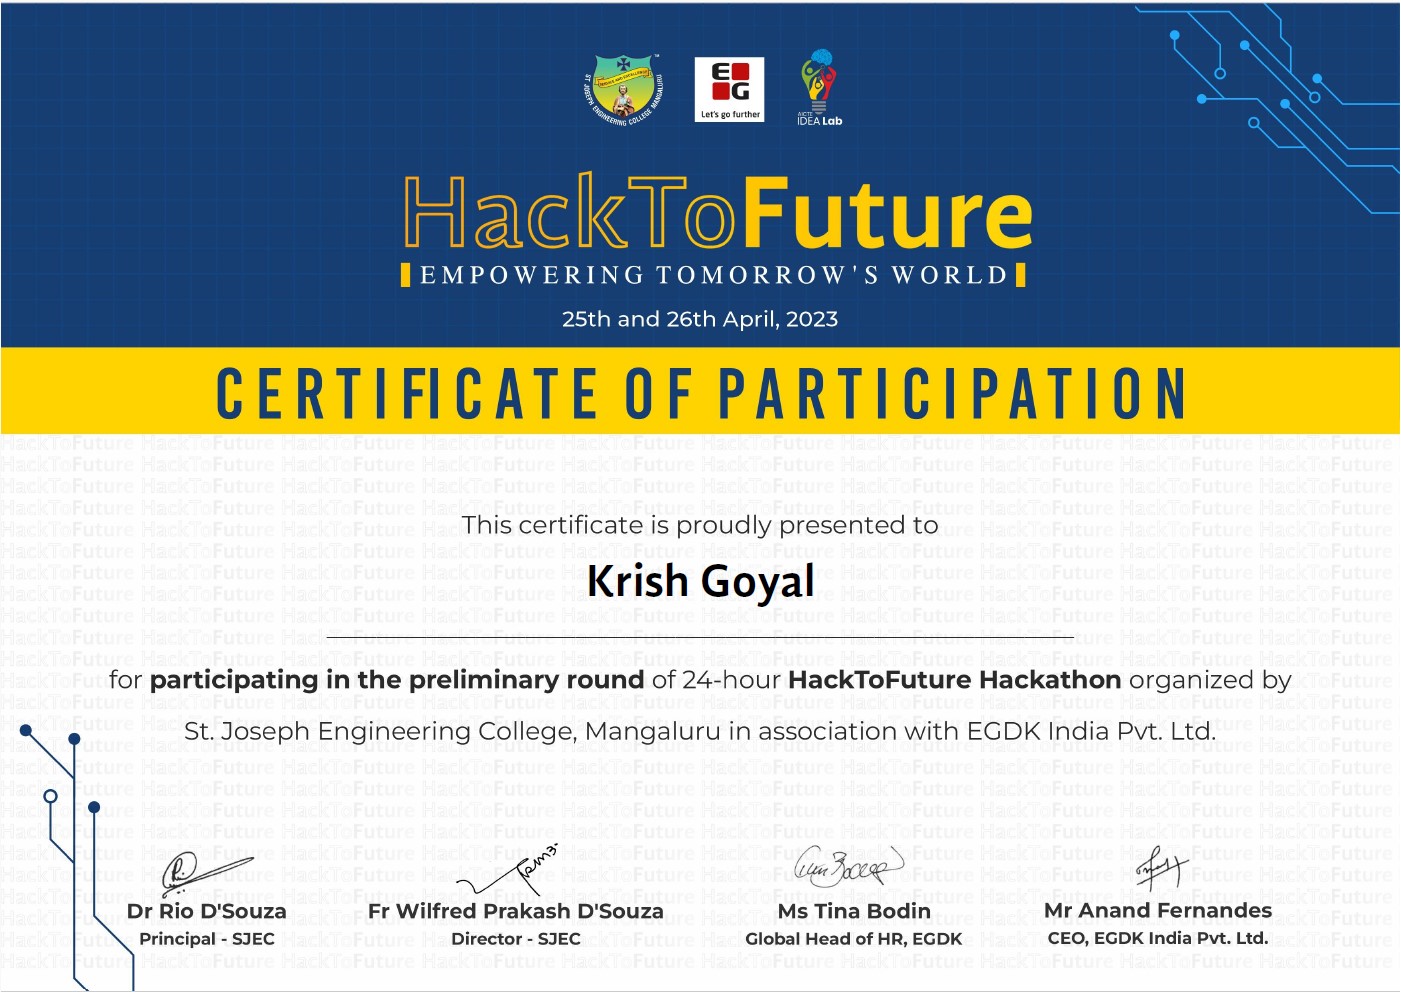 SERVICE AND EXCELLENCE
ST JOSEPH ENGINEERING COLLEGE MANGALURU
TM
E G
Let's go further
AICTE
IDEA Lab
HackToFuture
EMPOWERING TOMORROW'S WORLD
25th and 26th April, 2023
CERTIFICATE OF PARTICIPATION
This certificate is proudly presented to
Krish Goyal
for participating in the preliminary round of 24-hour HackToFuture Hackathon organized by
St. Joseph Engineering College, Mangaluru in association with EGDK India Pvt. Ltd.
Dr Rio D'Souza
Principal - SJEC
Fr Wilfred Prakash D'Souza
Director - SJEC
Ms Tina Bodin
Global Head of HR, EGDK
Mr Anand Fernandes
CEO, EGDK India Pvt. Ltd.